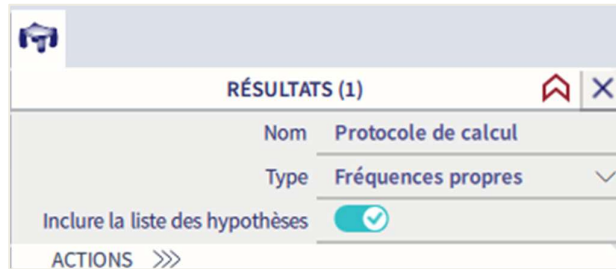 RÉSULTATS (1)
Nom Protocole de calcul
Type Fréquences propres
Inclure la liste des hypothèses
ACTIONS >>>